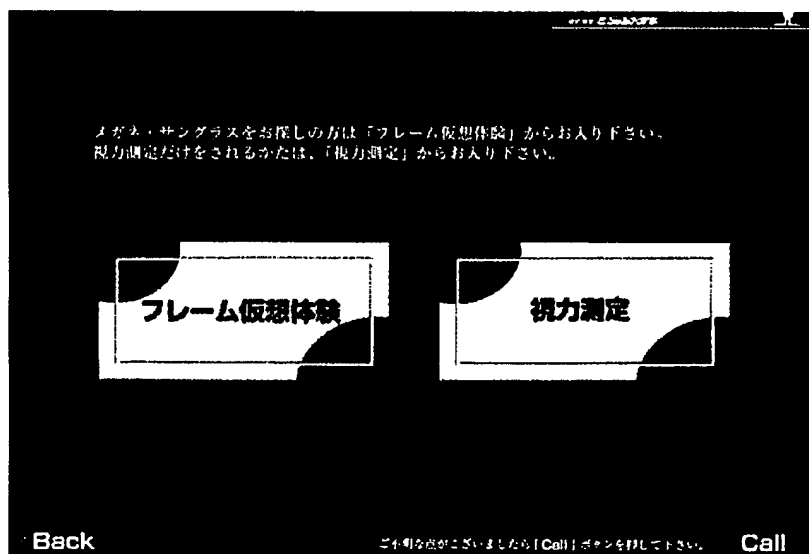 メガネ・サングラスをお探しの方は「フレーム仮想体験」からお入り下さい。
視力測定だけをされるかたは、「視力測定」からお入り下さい。
フレーム仮想体験
視力測定
Back
ご不明な点がございましたら[Call]ボタンを押して下さい。
Call